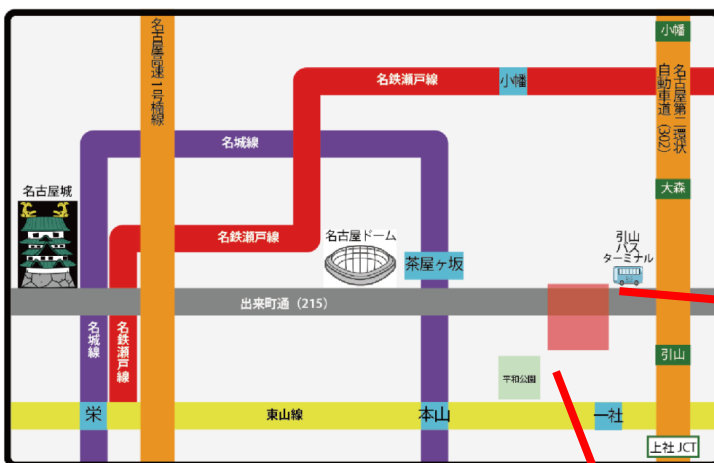 名古屋高速1号楠線
小幡
名鉄瀬戸線
小幡
名古屋第二環状
自動車道(302)
名城線
大森
名古屋城
名鉄瀬戸線
名古屋ドーム
引山
バス
ターミナル
茶屋ヶ坂
出来町通(215)
名城線
名鉄瀬戸線
引山
平和公園
栄
東山線
本山
一社
上社 JCT